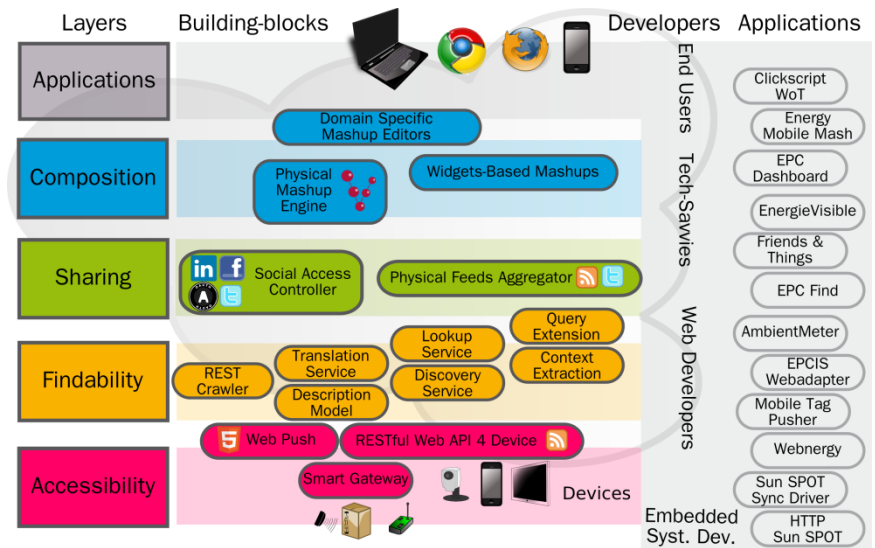 Layers
Building-blocks
Developers
Applications
Applications
Domain Specific
Mashup Editors
End Users
Clickscript
WoT
Energy
Mobile Mash
Composition
Physical
Mashup
Engine
Widgets-Based Mashups
Tech-Savvies
EPC
Dashboard
EnergieVisible
Sharing
in
f
A
Social Access
Controller
Physical Feeds Aggregator
Friends &
Things
EPC Find
Findability
REST
Crawler
Translation
Service
Description
Model
Lookup
Service
Discovery
Service
Query
Extension
Context
Extraction
Web Developers
AmbientMeter
EPCIS
Webadapter
Mobile Tag
Pusher
5
Web Push
RESTful Web API 4 Device
Webnergy
Accessibility
Smart Gateway
Devices
Embedded
Syst. Dev.
Sun SPOT
Sync Driver
HTTP
Sun SPOT